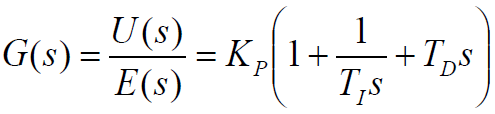 G(s) = U(s)/E(s) = K_P(1 + 1/(T_I s) + T_D s)